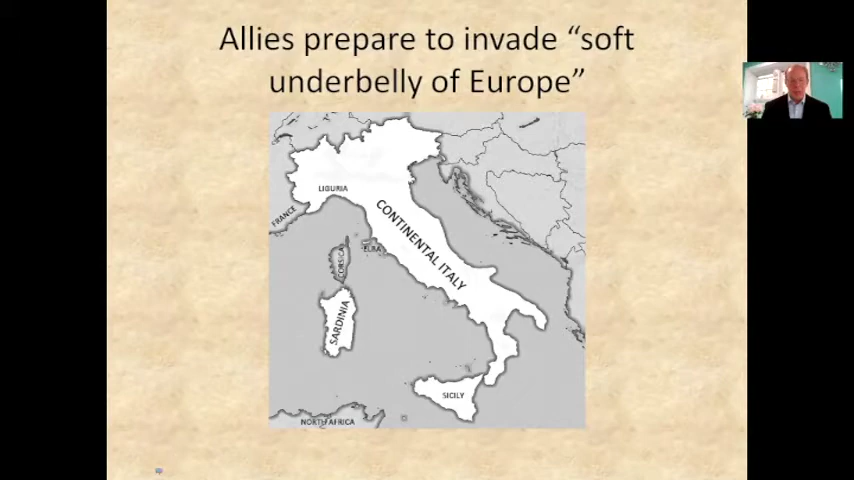 Allies prepare to invade “soft
underbelly of Europe”
LIGURIA
FRANCE
CONTINENTAL ITALY
ELBA
CORSICA
SARDINIA
SICILY
NORTH AFRICA